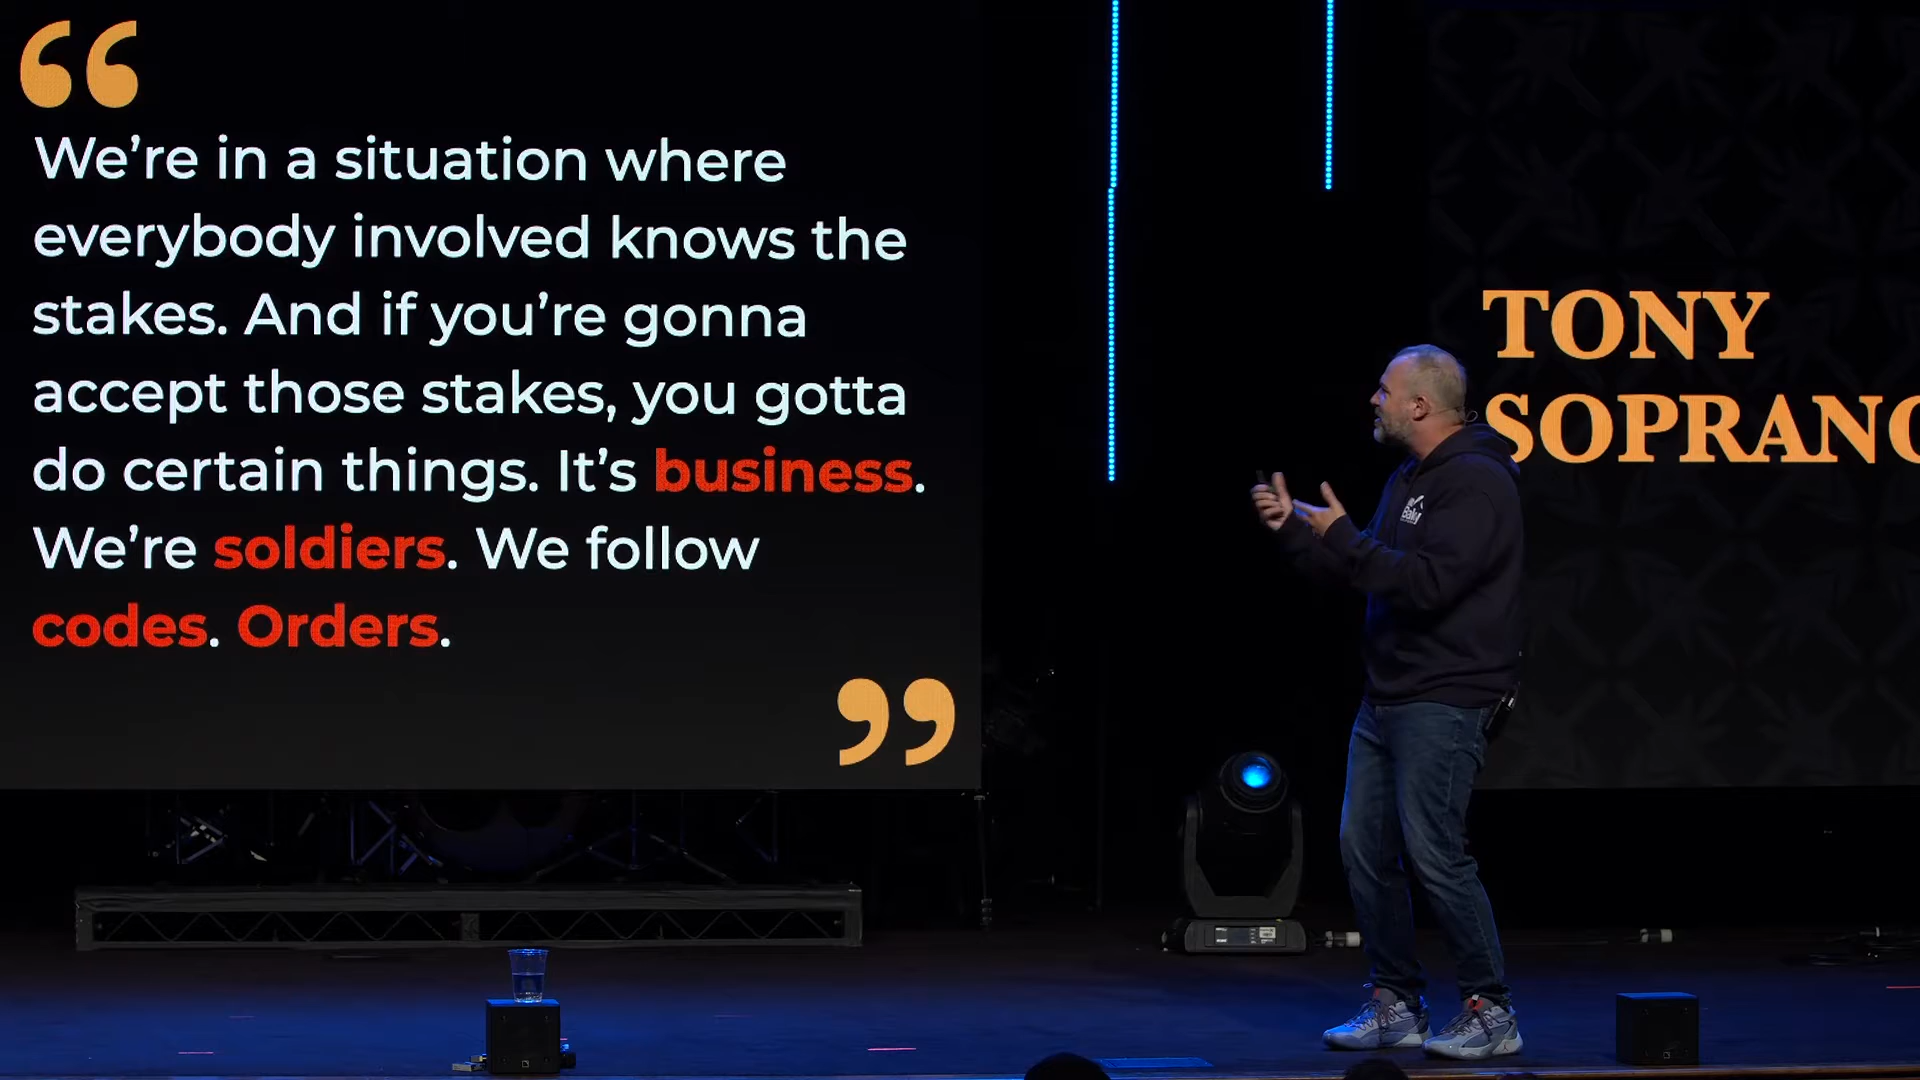 “
We’re in a situation where
everybody involved knows the
stakes. And if you’re gonna
accept those stakes, you gotta
do certain things. It’s business.
We’re soldiers. We follow
codes. Orders.
”
TONY
SOPRANO